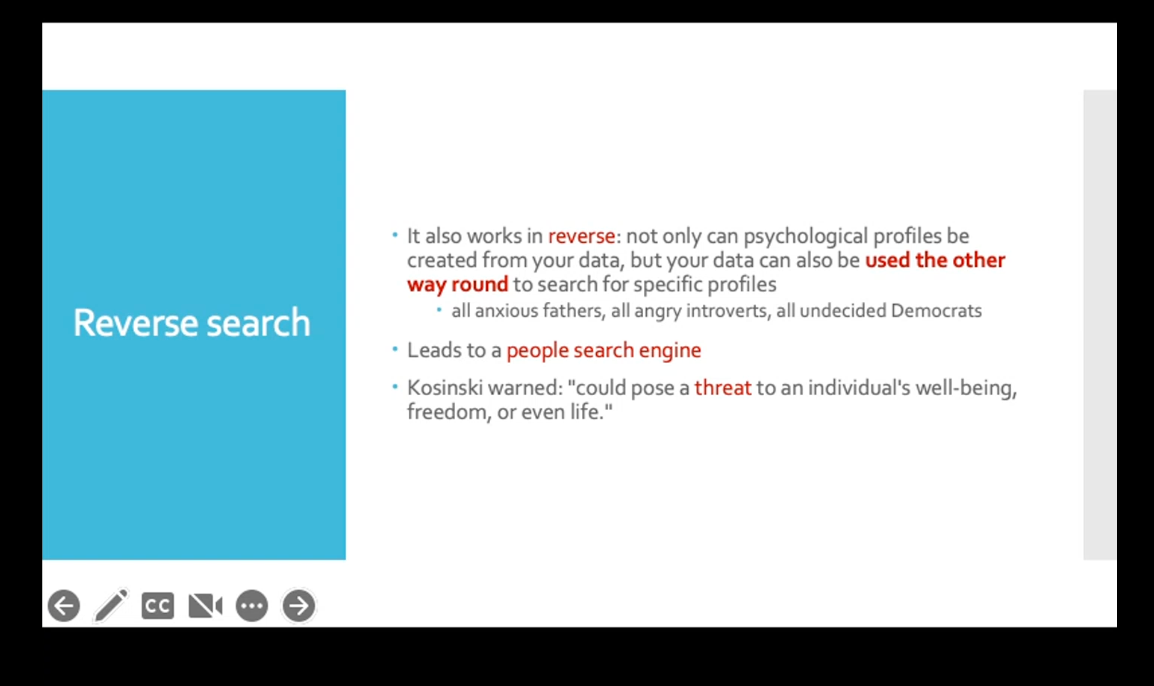 Reverse search
• It also works in reverse: not only can psychological profiles be
created from your data, but your data can also be used the other
way round to search for specific profiles
• all anxious fathers, all angry introverts, all undecided Democrats
• Leads to a people search engine
• Kosinski warned: "could pose a threat to an individual's well-being,
freedom, or even life."
CC